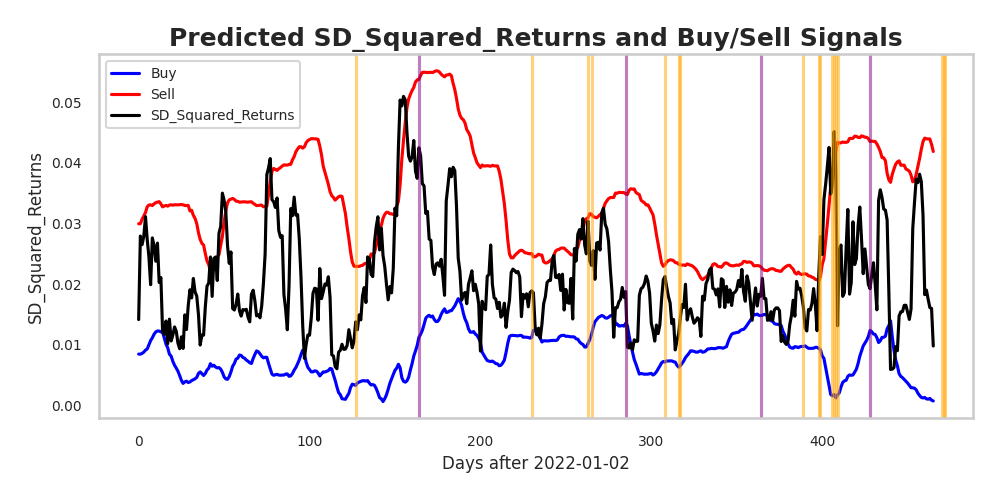 Predicted SD_Squared_Returns and Buy/Sell Signals
Buy
Sell
SD_Squared_Returns
SD_Squared_Returns
0.05
0.04
0.03
0.02
0.01
0.00
0 100 200 300 400
Days after 2022-01-02